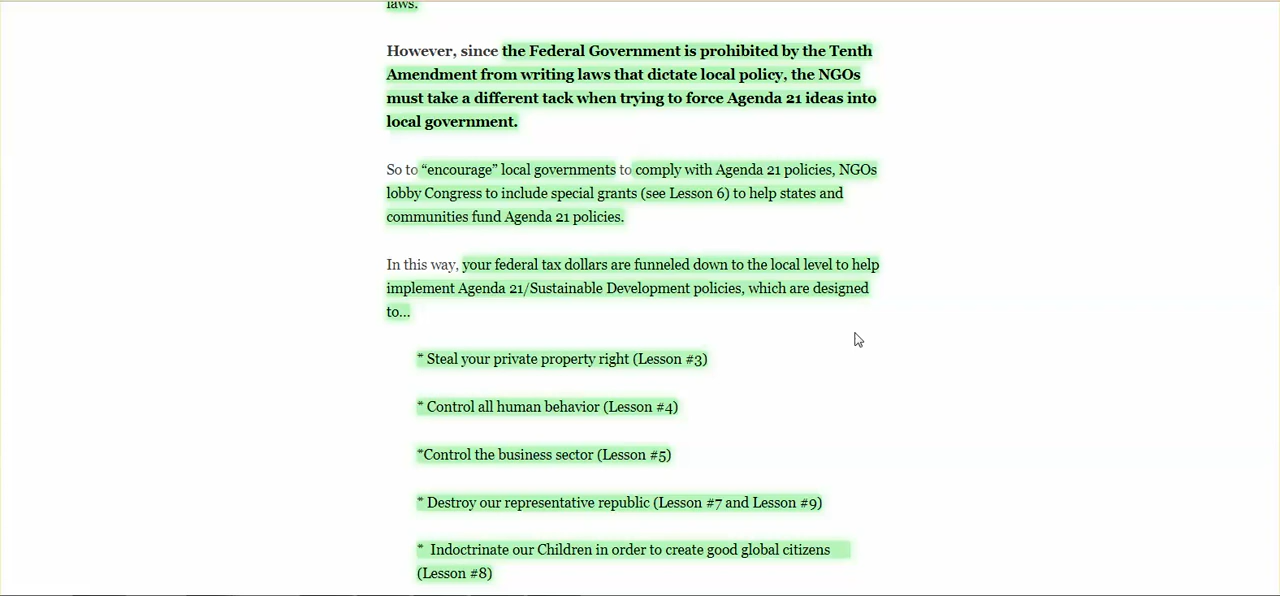 laws.
However, since the Federal Government is prohibited by the Tenth
Amendment from writing laws that dictate local policy, the NGOs
must take a different tack when trying to force Agenda 21 ideas into
local government.
So to “encourage” local governments to comply with Agenda 21 policies, NGOs
lobby Congress to include special grants (see Lesson 6) to help states and
communities fund Agenda 21 policies.
In this way, your federal tax dollars are funneled down to the local level to help
implement Agenda 21/Sustainable Development policies, which are designed
to...
* Steal your private property right (Lesson #3)
* Control all human behavior (Lesson #4)
*Control the business sector (Lesson #5)
* Destroy our representative republic (Lesson #7 and Lesson #9)
* Indoctrinate our Children in order to create good global citizens
(Lesson #8)